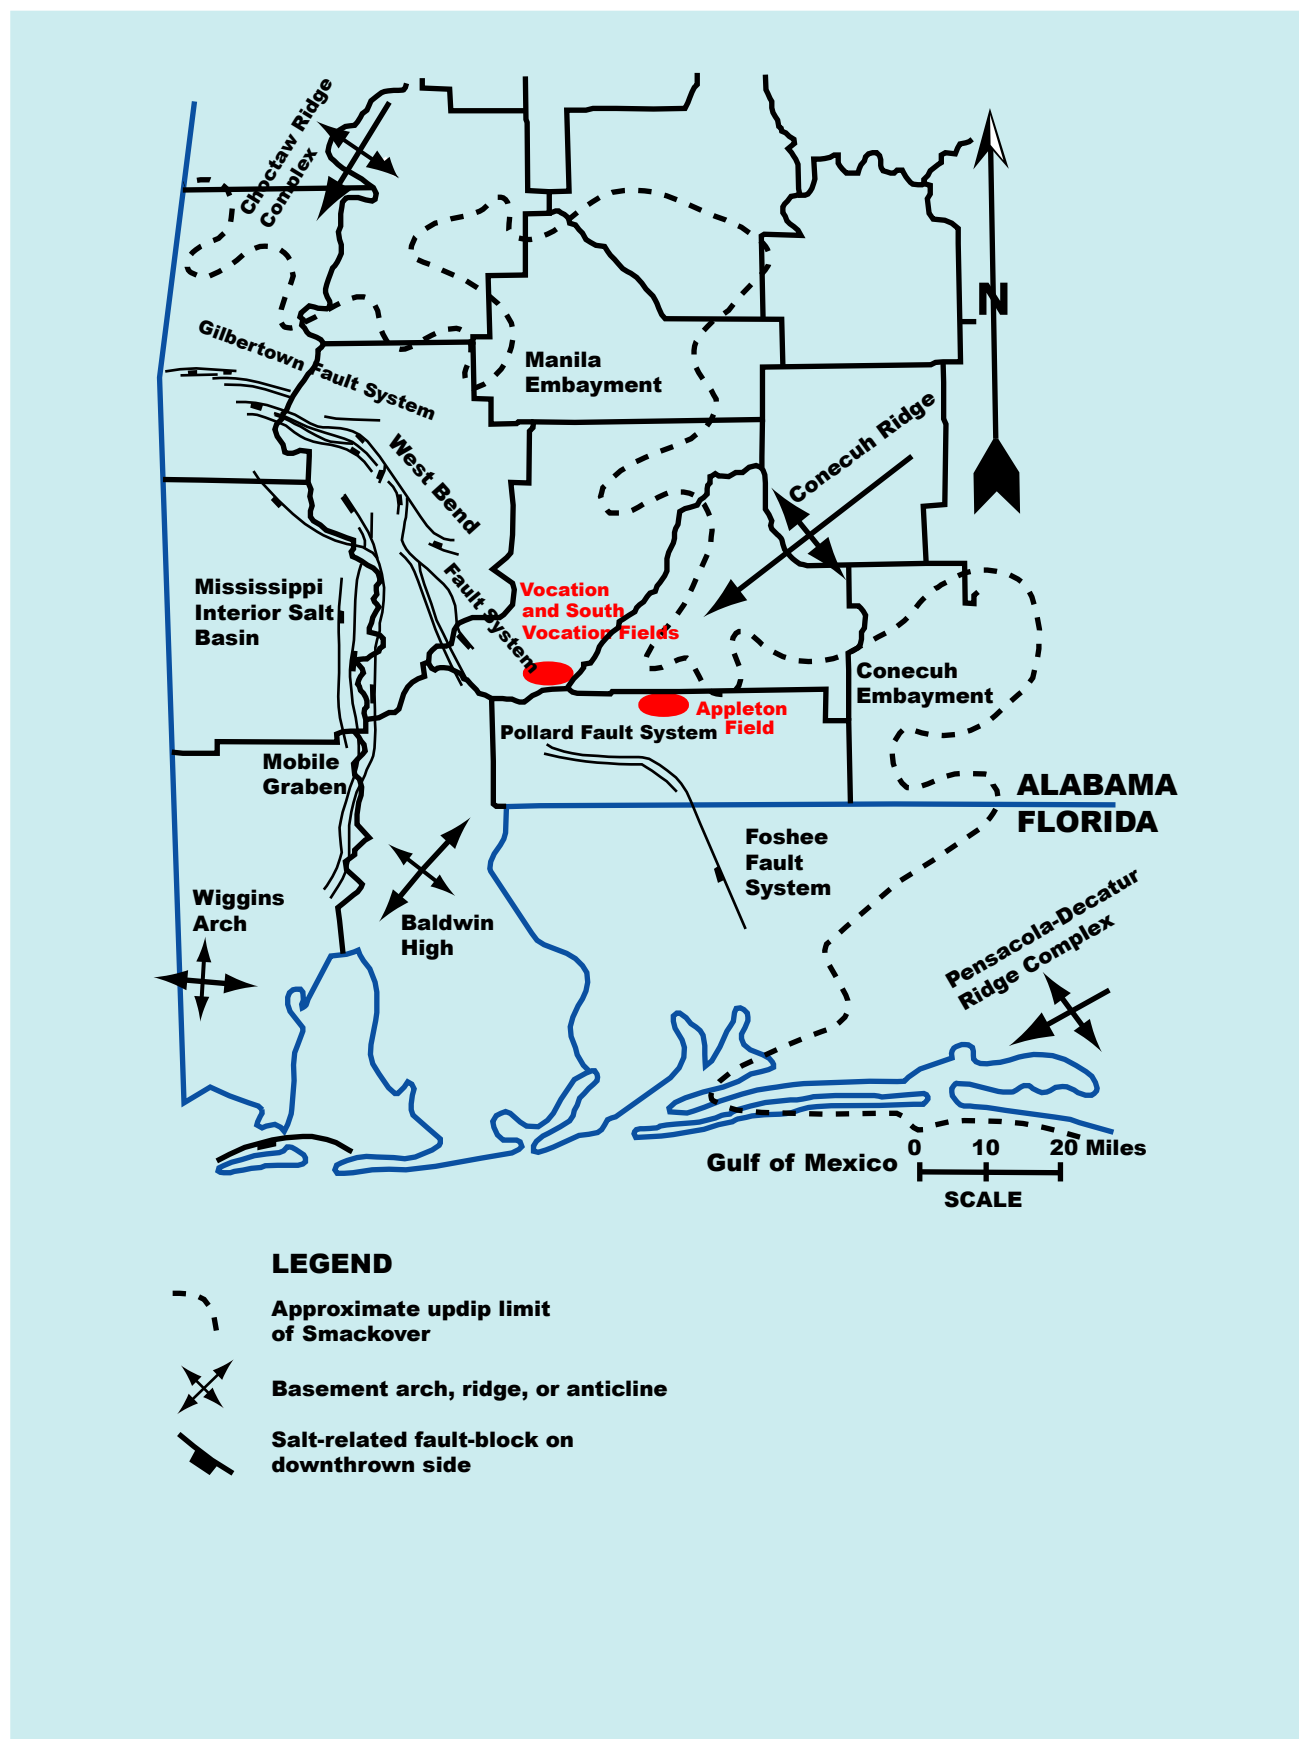 Choctaw Ridge
Complex
N
Gilbertown Fault System
Manila
Embayment
West Bend
Fault System
Conecuh Ridge
Mississippi
Interior Salt
Basin
Vocation
and South
Vocation Fields
Conecuh
Embayment
Appleton
Field
Pollard Fault System
Mobile
Graben
ALABAMA
FLORIDA
Foshee
Fault
System
Wiggins
Arch
Baldwin
High
Pensacola-Decatur
Ridge Complex
Gulf of Mexico
0 10 20 Miles
SCALE
LEGEND
Approximate updip limit
of Smackover
Basement arch, ridge, or anticline
Salt-related fault-block on
downthrown side